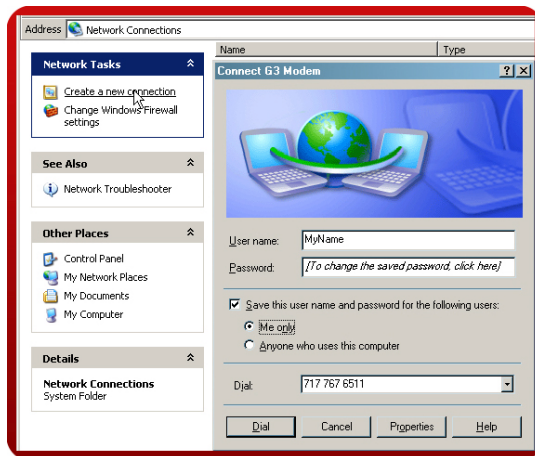 Address Network Connections
Name Type
Network Tasks
Create a new connection
Change Windows Firewall
settings
See Also
Network Troubleshooter
Other Places
Control Panel
My Network Places
My Documents
My Computer
Details
Network Connections
System Folder
Connect G3 Modem
User name: MyName
Password: [To change the saved password, click here]
Save this user name and password for the following users:
Me only
Anyone who uses this computer
Dial: 717 767 6511
Dial Cancel Properties Help